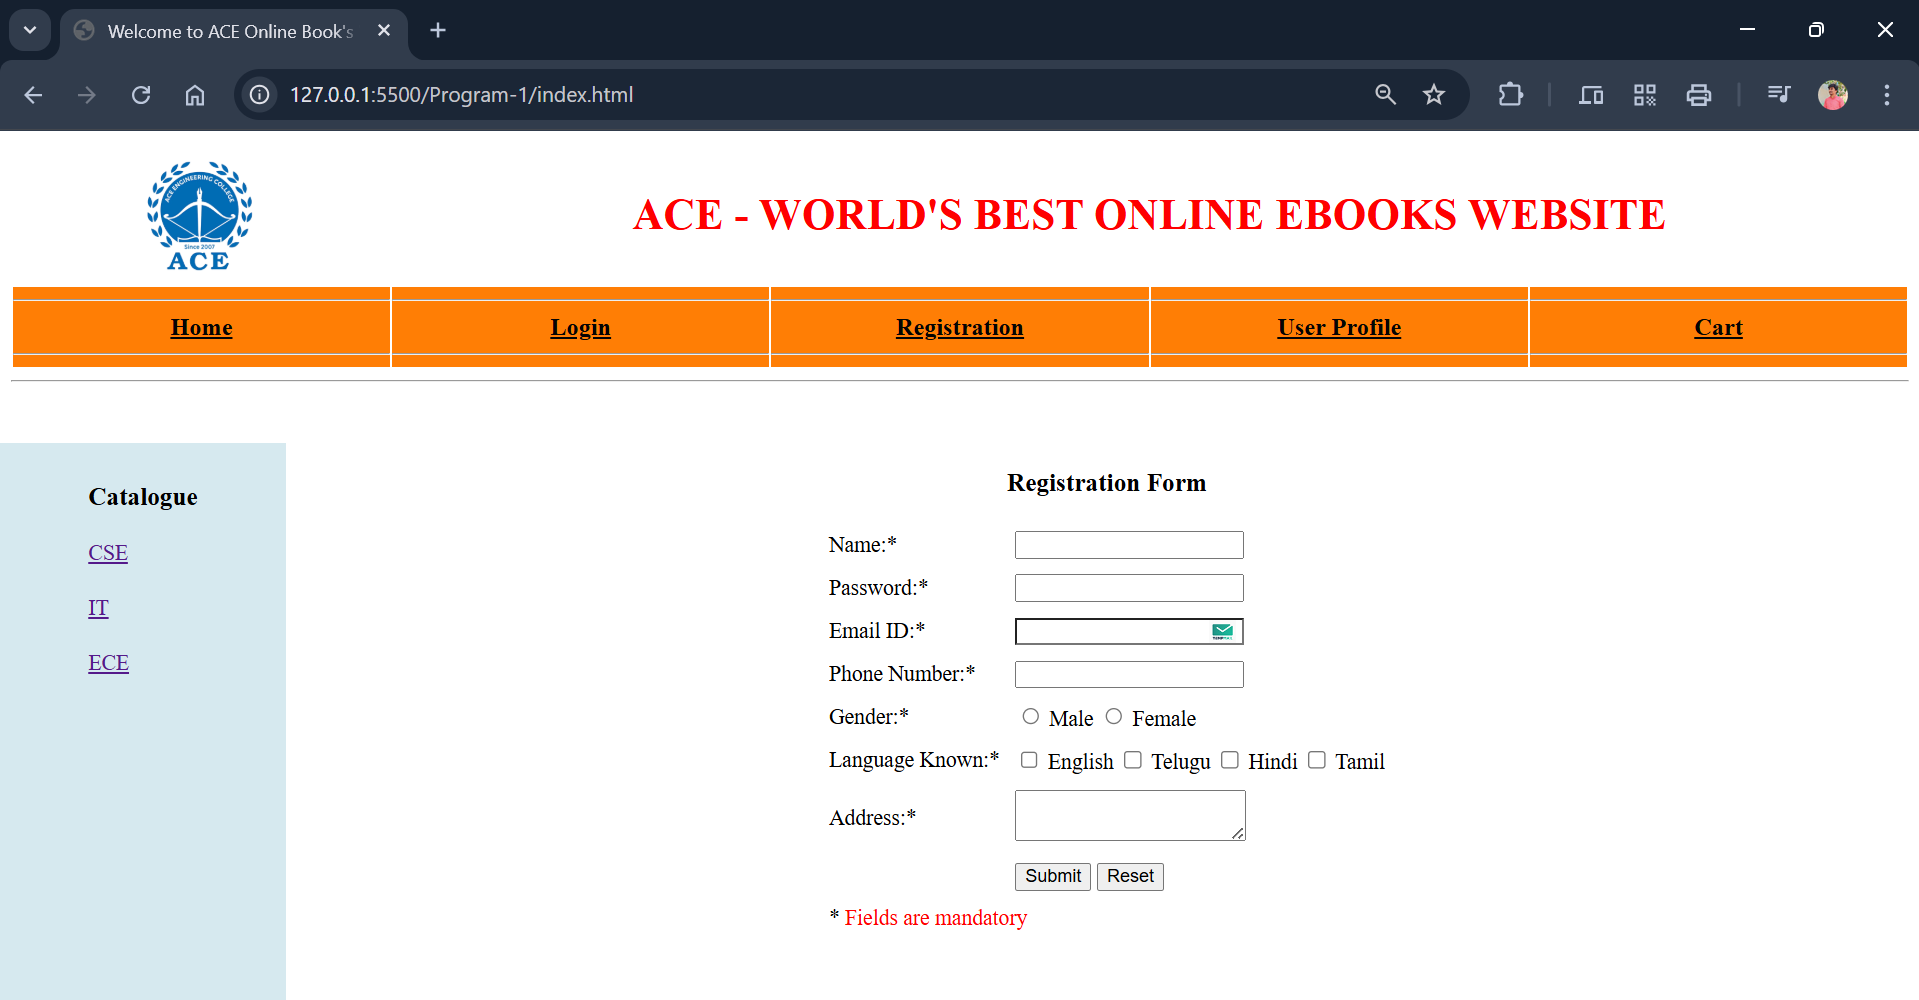 Welcome to ACE Online Book's
127.0.0.1:5500/Program-1/index.html
ACE ENGINEERING COLLEGE
Since 2007
ACE
ACE - WORLD'S BEST ONLINE EBOOKS WEBSITE
Home Login Registration User Profile Cart
Catalogue
CSE
IT
ECE
Registration Form
Name:*
Password:*
Email ID:*
Phone Number:*
Gender:* Male Female
Language Known:* English Telugu Hindi Tamil
Address:*
Submit Reset
* Fields are mandatory